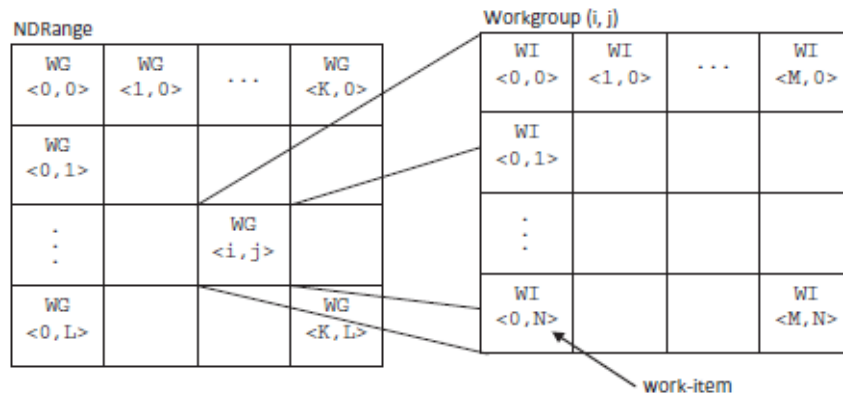 NDRange
WG WG WG
<0,0> <1,0> ... <K,0>
WG
<0,1>
WG
<i,j>
WG WG
<0,L> <K,L>
Workgroup (i, j)
WI WI WI
<0,0> <1,0> ... <M,0>
WI
<0,1>
WI WI
<0,N> <M,N>
work-item